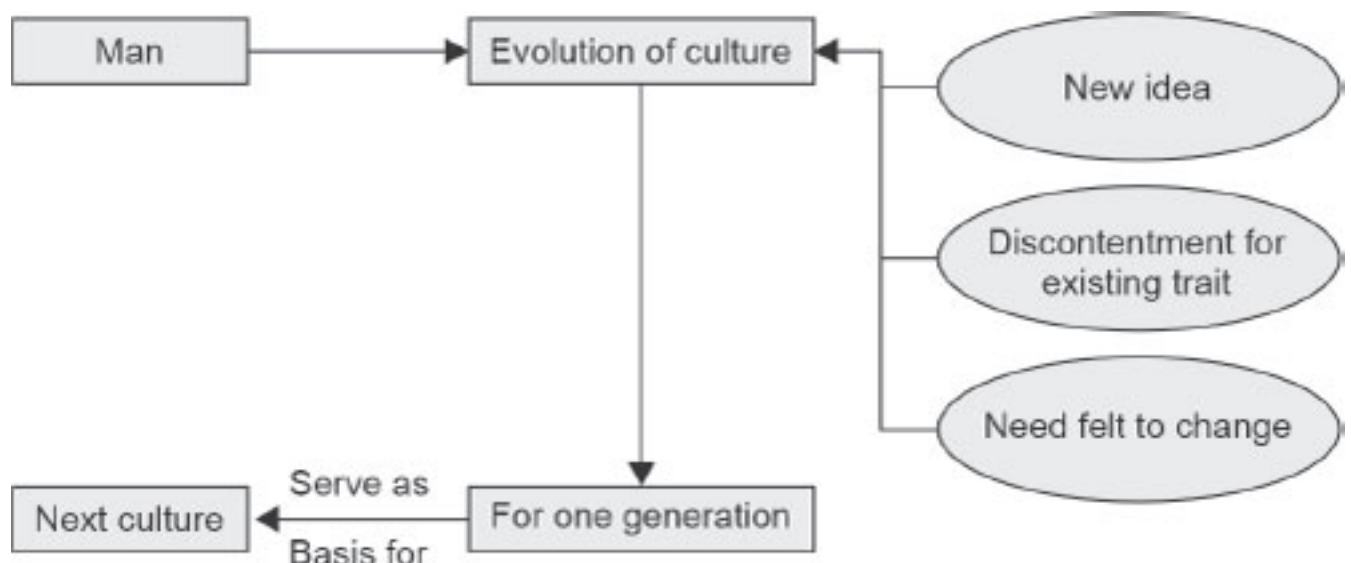 Man
Evolution of culture
New idea
Discontentment for
existing trait
Need felt to change
Serve as
Next culture
For one generation
Basis for